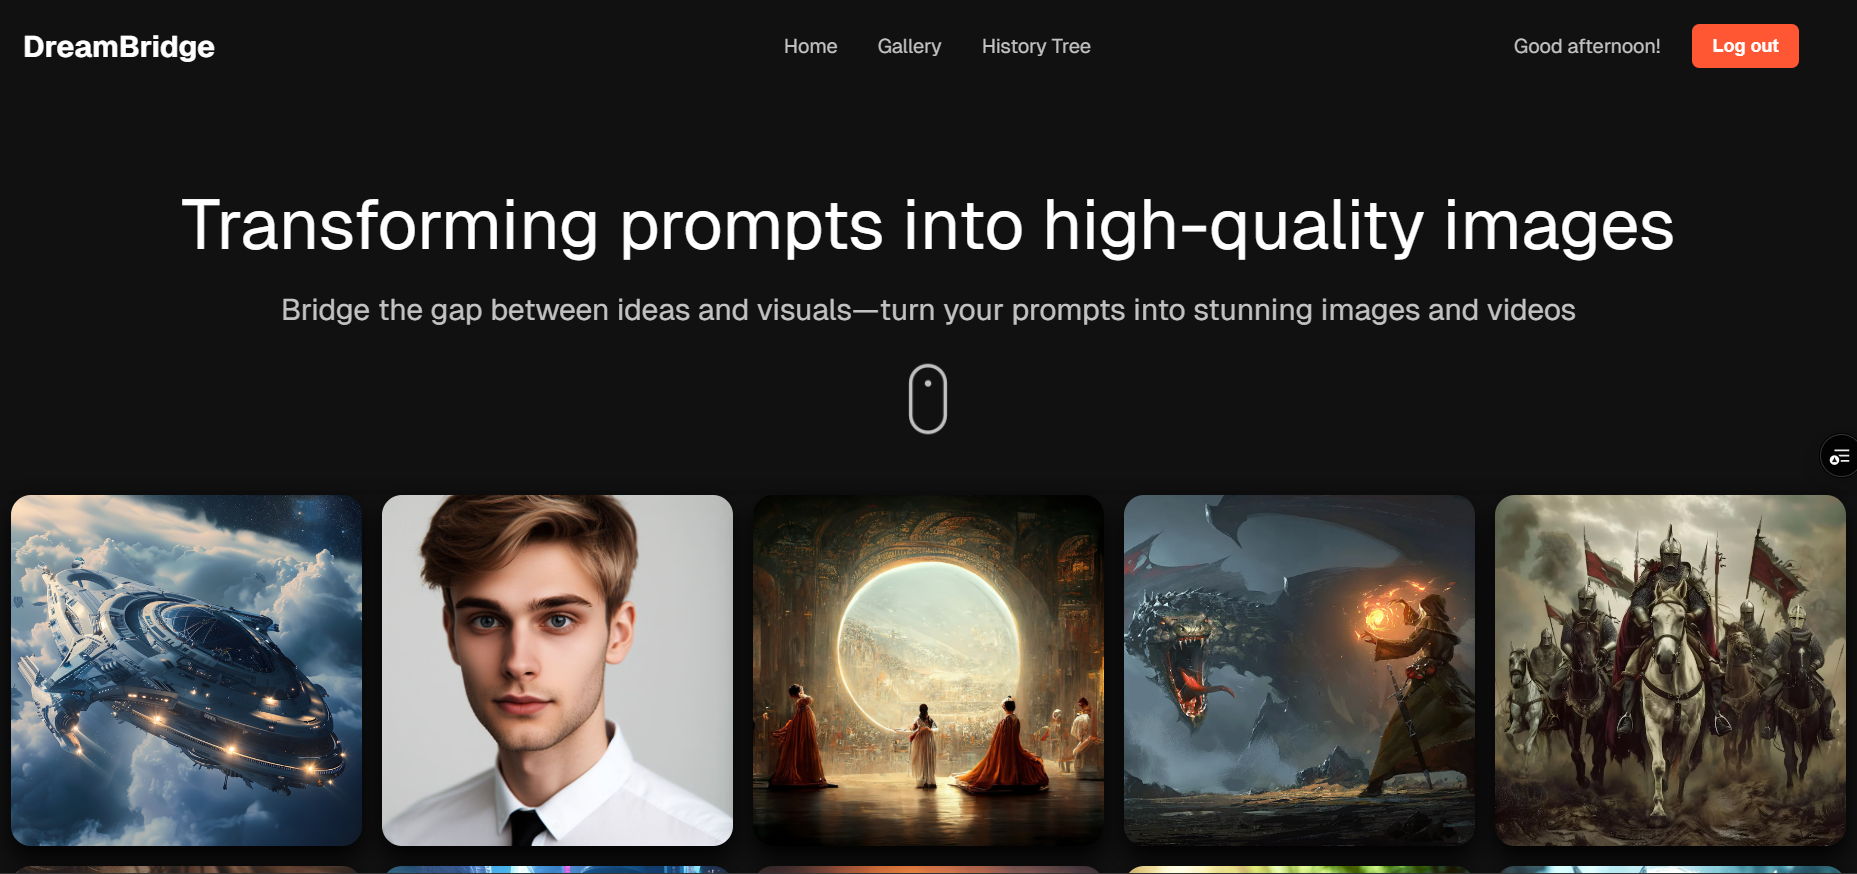 DreamBridge
Home
Gallery
History Tree
Good afternoon!
Log out
Transforming prompts into high-quality images
Bridge the gap between ideas and visuals—turn your prompts into stunning images and videos